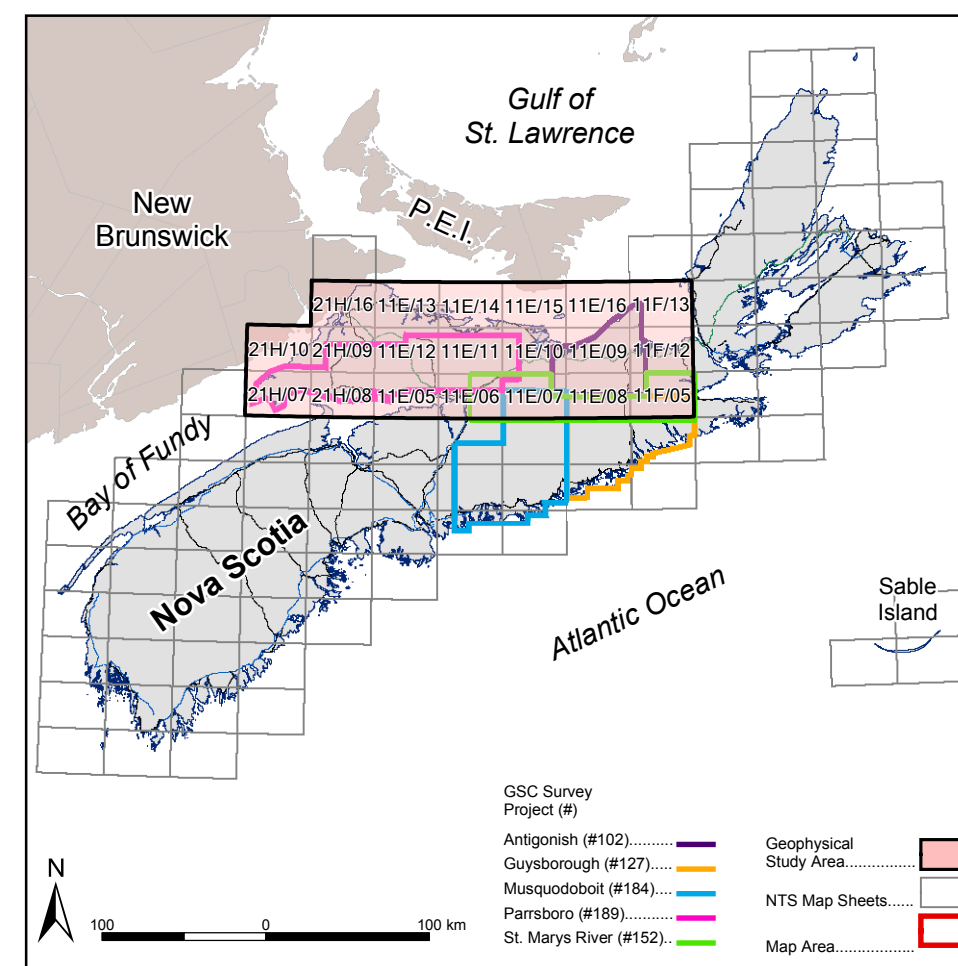 Gulf of
St. Lawrence
New
Brunswick
P.E.I.
21H/16 11E/13 11E/14 11E/15 11E/16 11F/13
21H/10 21H/09 11E/12 11E/11 11E/10 11E/09 11F/12
21H/07 21H/08 11E/05 11E/06 11E/07 11E/08 11F/05
Bay of Fundy
Nova Scotia
Atlantic Ocean
Sable
Island
GSC Survey
Project (#)
Antigonish (#102)..........
Guysborough (#127).....
Musquodoboit (#184)....
Parrsboro (#189)...........
St. Marys River (#152)..
Geophysical
Study Area................
NTS Map Sheets......
Map Area..................
N
100 0 100 km